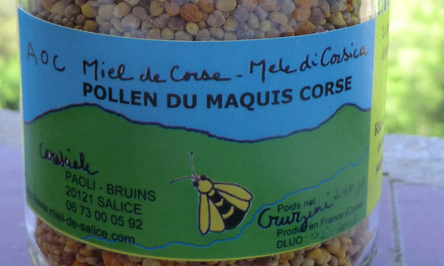 AOC Miel de Corse - Mele di Corsica
POLLEN DU MAQUIS CORSE
PAOLI - BRUINS
20121 SALICE
06 73 00 05 92
www.miel-de-salice.com
Poids net :
Produit en France (Corse)
DLUO :